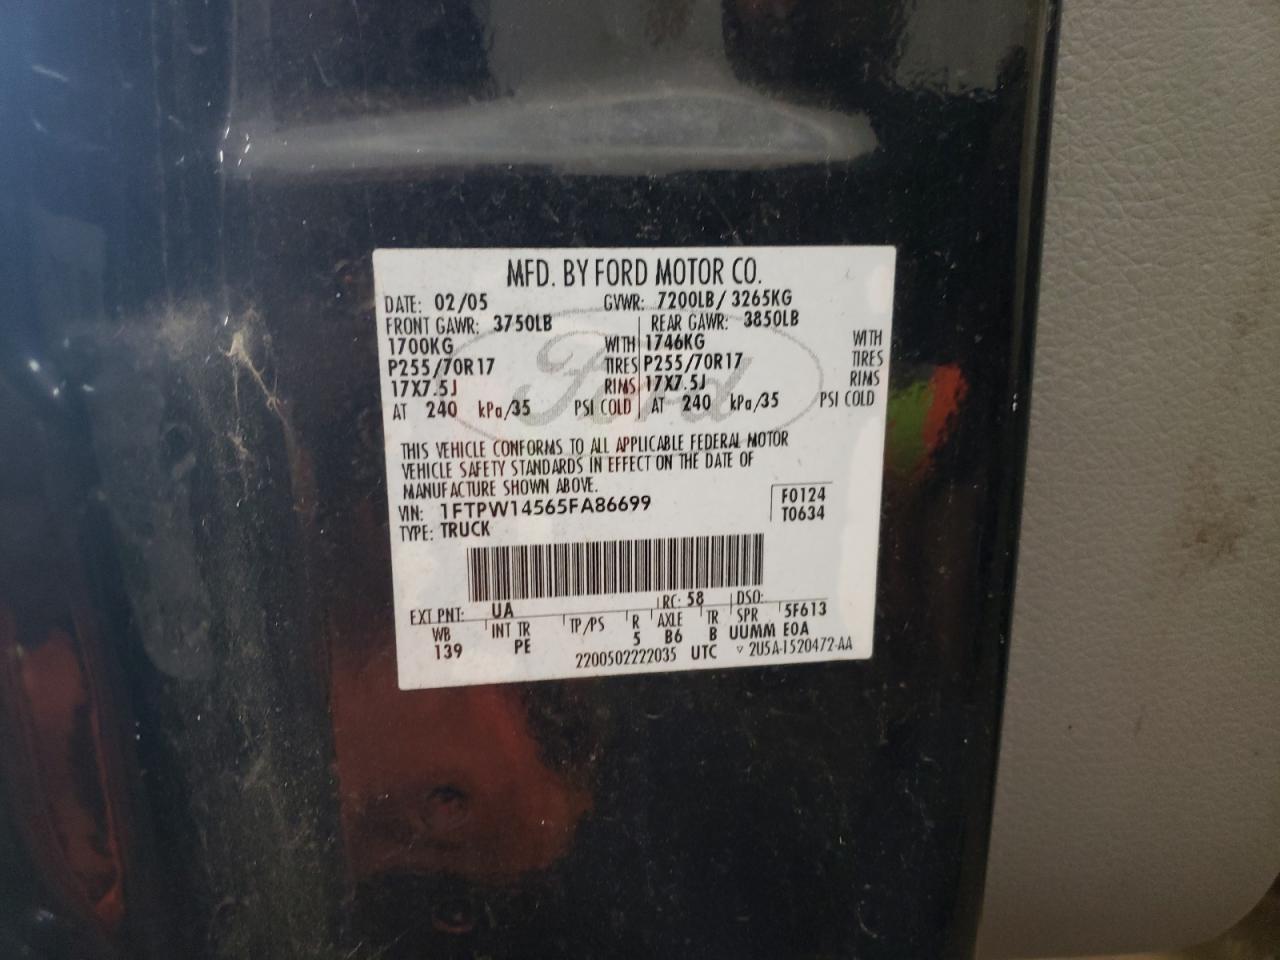 MFD. BY FORD MOTOR CO.
DATE: 02/05 GVWR: 7200LB/ 3265KG
FRONT GAWR: 3750LB REAR GAWR: 3850LB
1700KG WITH 1746KG WITH
P255/70R17 TIRES P255/70R17 TIRES
17X7.5J RIMS 17X7.5J RIMS
AT 240 kPa/35 PSI COLD AT 240 kPa/35 PSI COLD
Ford
THIS VEHICLE CONFORMS TO ALL APPLICABLE FEDERAL MOTOR
VEHICLE SAFETY STANDARDS IN EFFECT ON THE DATE OF
MANUFACTURE SHOWN ABOVE.
VIN: 1FTPW14565FA86699 F0124
TYPE: TRUCK T0634
EXT PNT: UA RC: 58 DSO:
WB INT TR TP/PS R AXLE TR SPR 5F613
139 PE 5 B6 B UUMM E0A
2200502222035 UTC ▽ 2U5A-1520472-AA